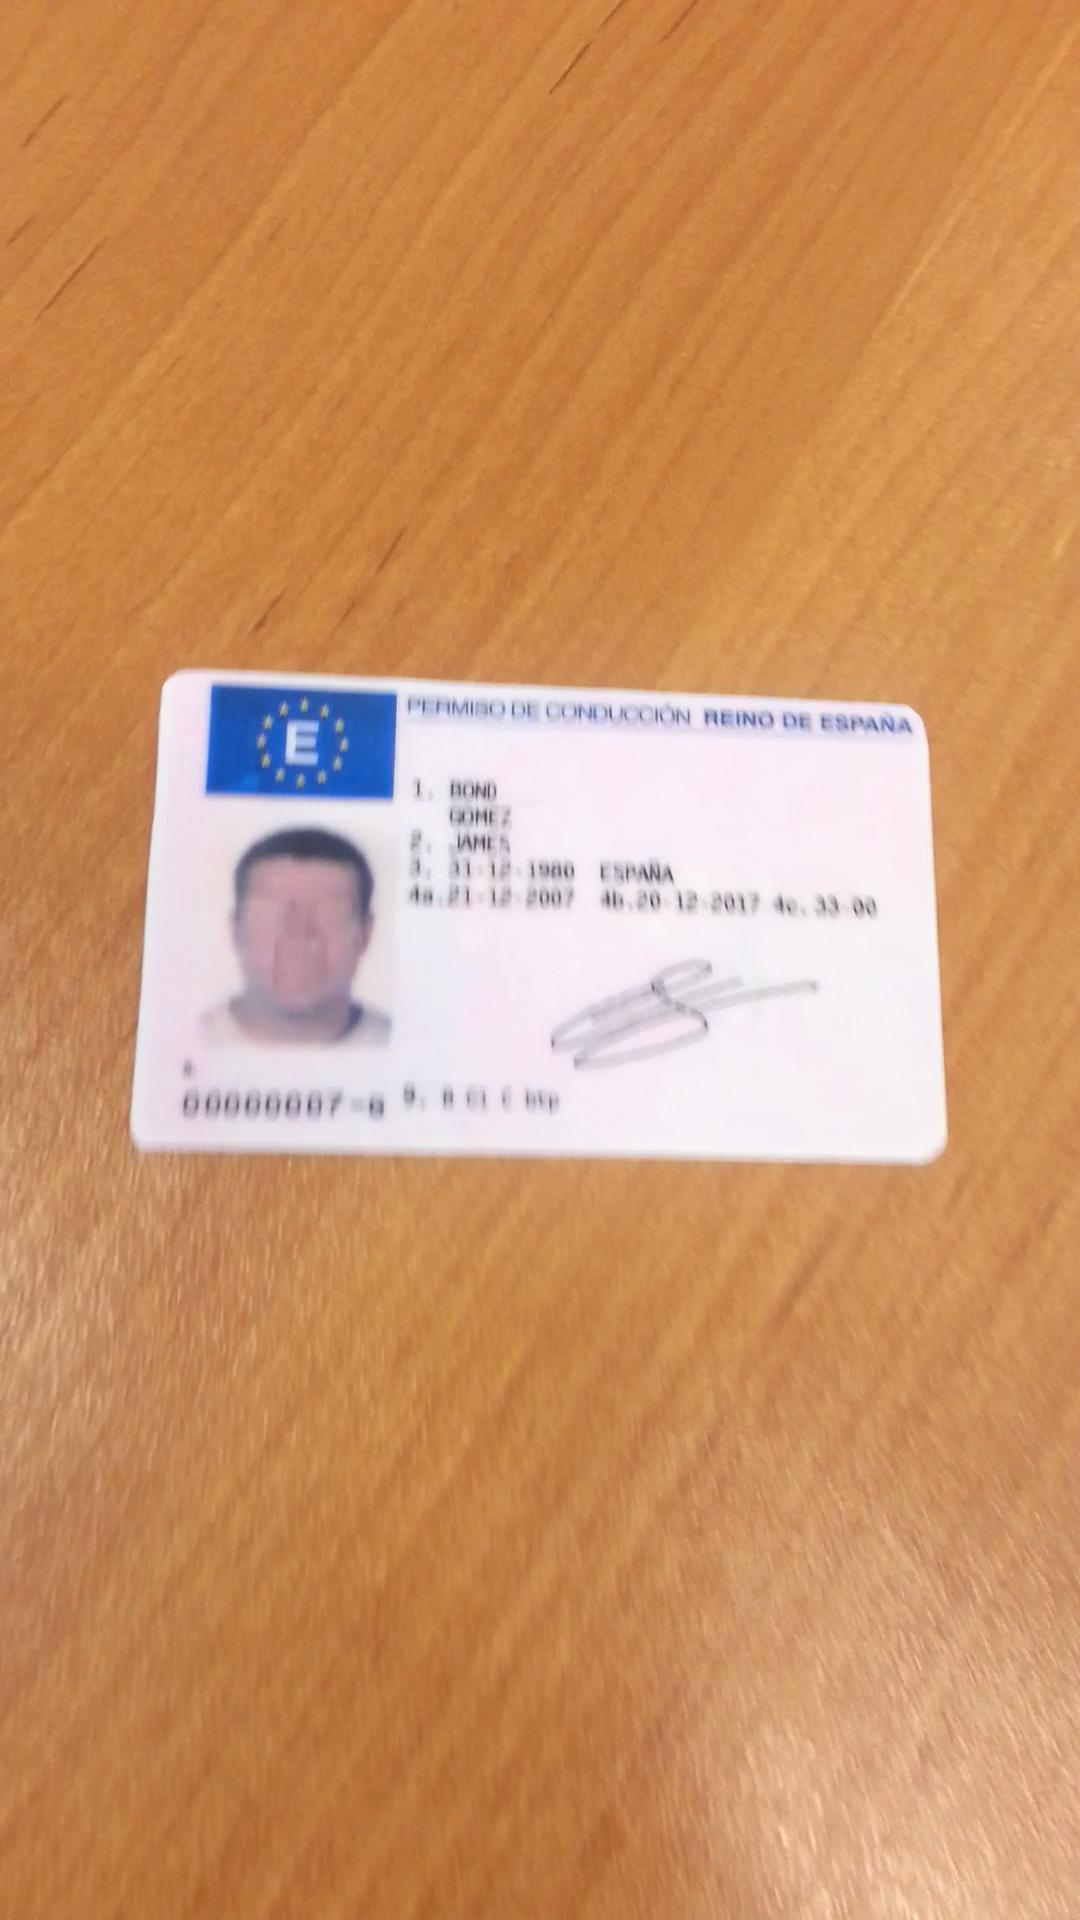 E
PERMISO DE CONDUCCIÓN REINO DE ESPAÑA
1. BOND
GOMEZ
2. JAMES
3. 31-12-1980 ESPAÑA
4a.21-12-2007 4b.20-12-2017 4c.33-00
00000007-
9. B C1 C btp